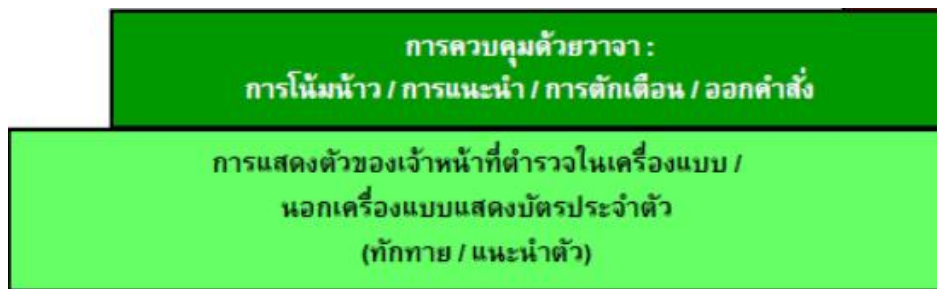 การควบคุมด้วยวาจา :
การโน้มน้าว / การแนะนำ / การตักเตือน / ออกคำสั่ง
การแสดงตัวของเจ้าหน้าที่ตำรวจในเครื่องแบบ /
นอกเครื่องแบบแสดงบัตรประจำตัว
(ทักทาย / แนะนำตัว)